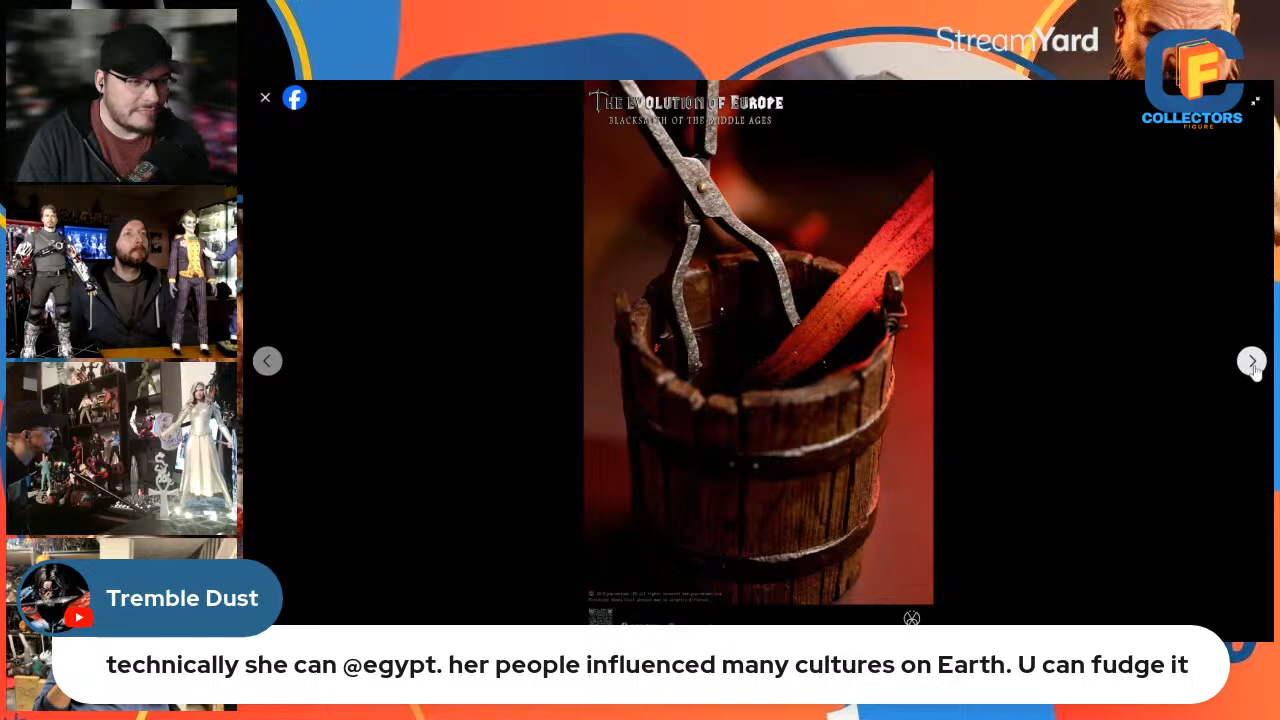 StreamYard
THE EVOLUTION OF EUROPE
BLACKSMITH OF THE MIDDLE AGES
COLLECTORS
FIGURE
Tremble Dust
technically she can @egypt. her people influenced many cultures on Earth. U can fudge it